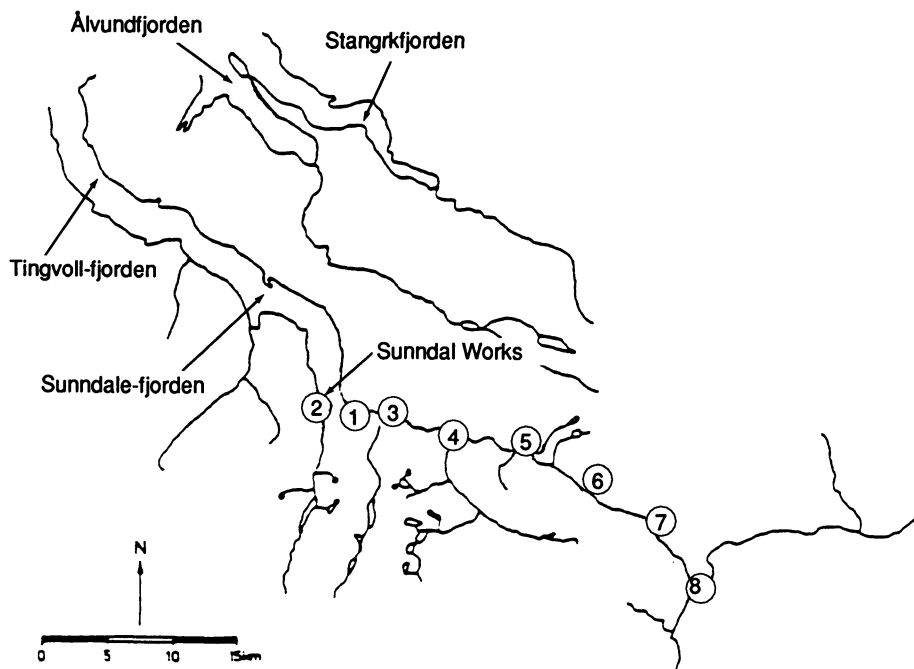 Ålvundfjorden
Stangrkfjorden
Tingvoll-fjorden
Sunndale-fjorden
Sunndal Works
2
1
3
4
5
6
7
8
N
0 5 10 15km